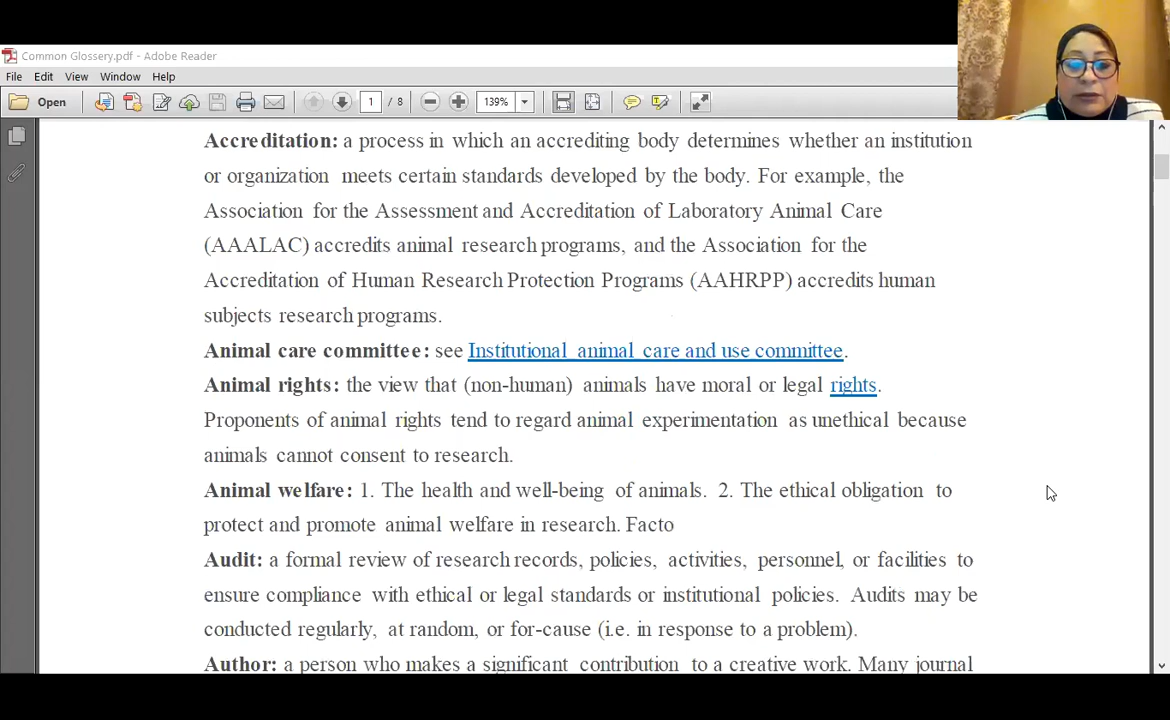 Common Glossery.pdf - Adobe Reader
File Edit View Window Help
Open 1 / 8 139%
Accreditation: a process in which an accrediting body determines whether an institution
or organization meets certain standards developed by the body. For example, the
Association for the Assessment and Accreditation of Laboratory Animal Care
(AAALAC) accredits animal research programs, and the Association for the
Accreditation of Human Research Protection Programs (AAHRPP) accredits human
subjects research programs.
Animal care committee: see Institutional animal care and use committee.
Animal rights: the view that (non-human) animals have moral or legal rights.
Proponents of animal rights tend to regard animal experimentation as unethical because
animals cannot consent to research.
Animal welfare: 1. The health and well-being of animals. 2. The ethical obligation to
protect and promote animal welfare in research. Facto
Audit: a formal review of research records, policies, activities, personnel, or facilities to
ensure compliance with ethical or legal standards or institutional policies. Audits may be
conducted regularly, at random, or for-cause (i.e. in response to a problem).
Author: a person who makes a significant contribution to a creative work. Many journal